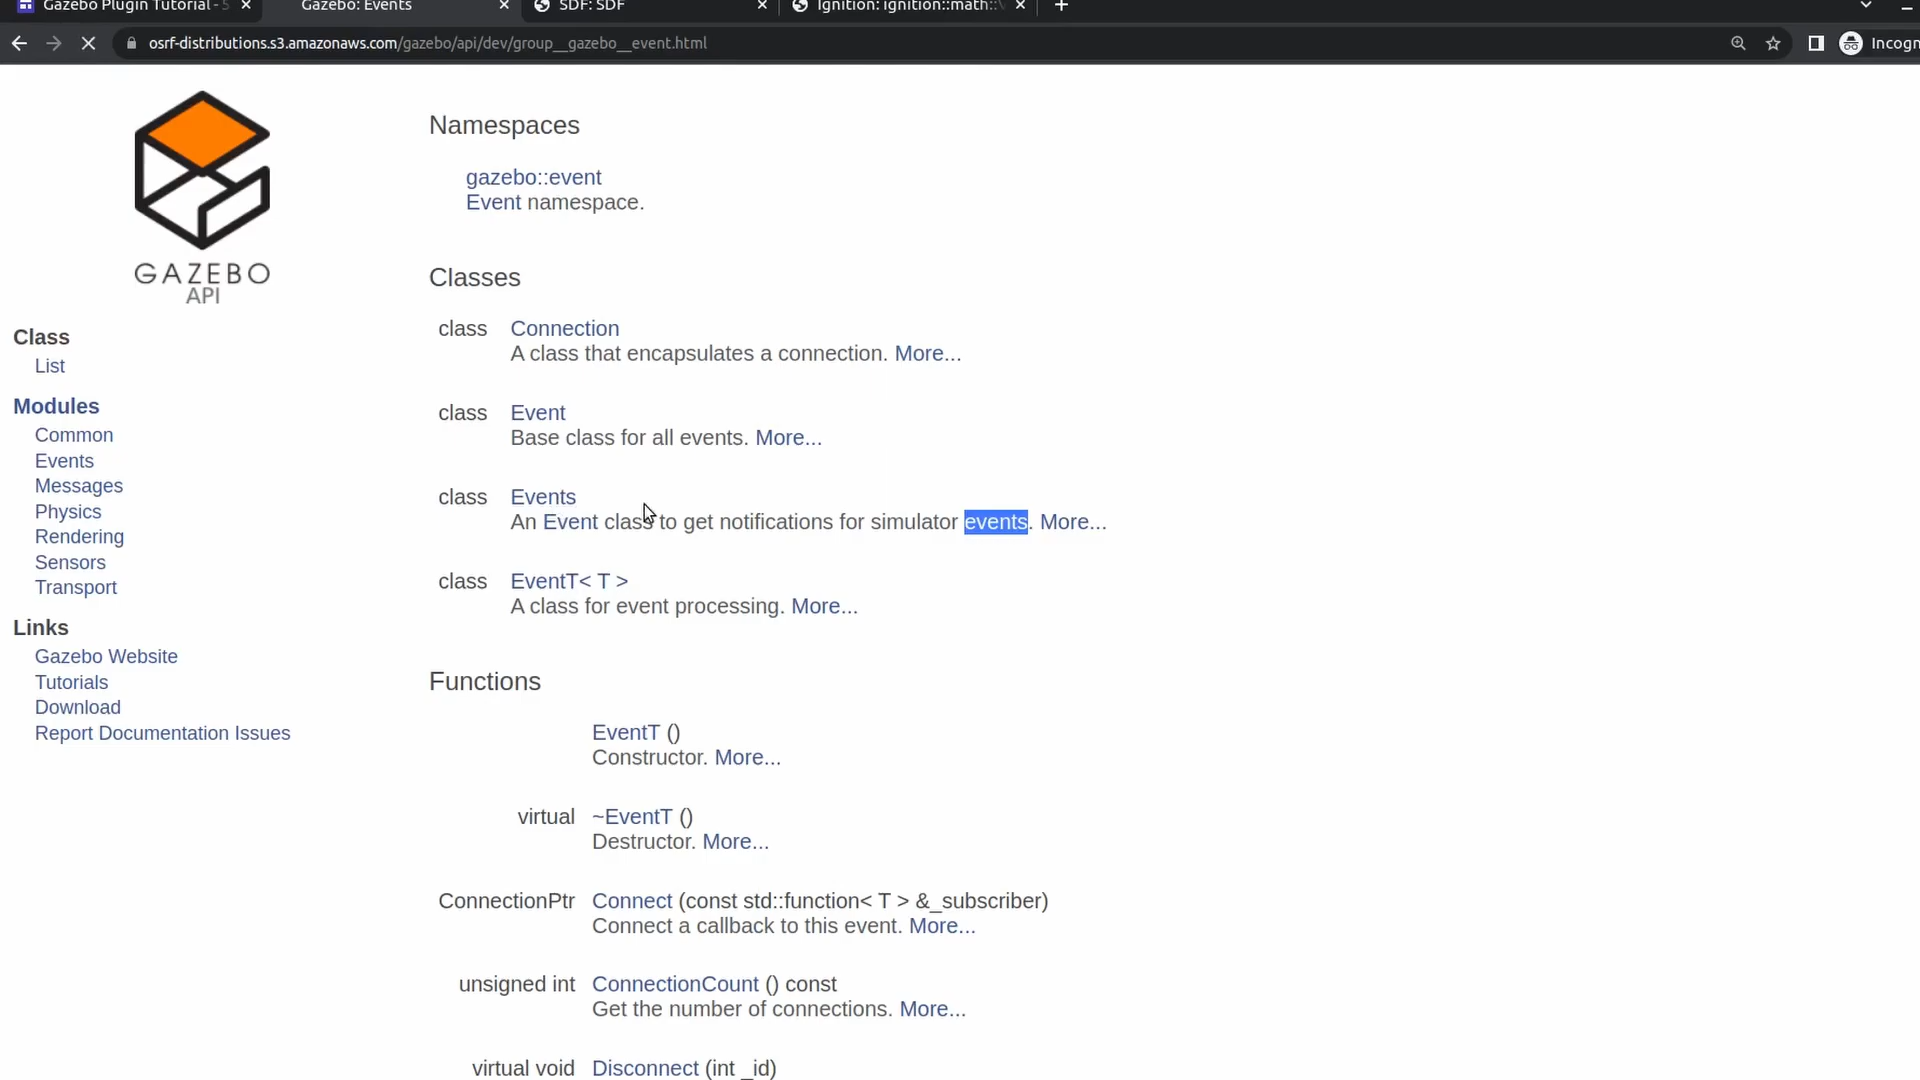 Gazebo Plugin Tutorial - S
Gazebo: Events
SDF: SDF
Ignition: ignition::math::V
osrf-distributions.s3.amazonaws.com/gazebo/api/dev/group__gazebo__event.html
Incogn
GAZEBO
API
Class
List
Modules
Common
Events
Messages
Physics
Rendering
Sensors
Transport
Links
Gazebo Website
Tutorials
Download
Report Documentation Issues
Namespaces
gazebo::event
Event namespace.
Classes
class Connection
A class that encapsulates a connection. More...
class Event
Base class for all events. More...
class Events
An Event class to get notifications for simulator events. More...
class EventT< T >
A class for event processing. More...
Functions
EventT ()
Constructor. More...
virtual ~EventT ()
Destructor. More...
ConnectionPtr Connect (const std::function< T > &_subscriber)
Connect a callback to this event. More...
unsigned int ConnectionCount () const
Get the number of connections. More...
virtual void Disconnect (int _id)